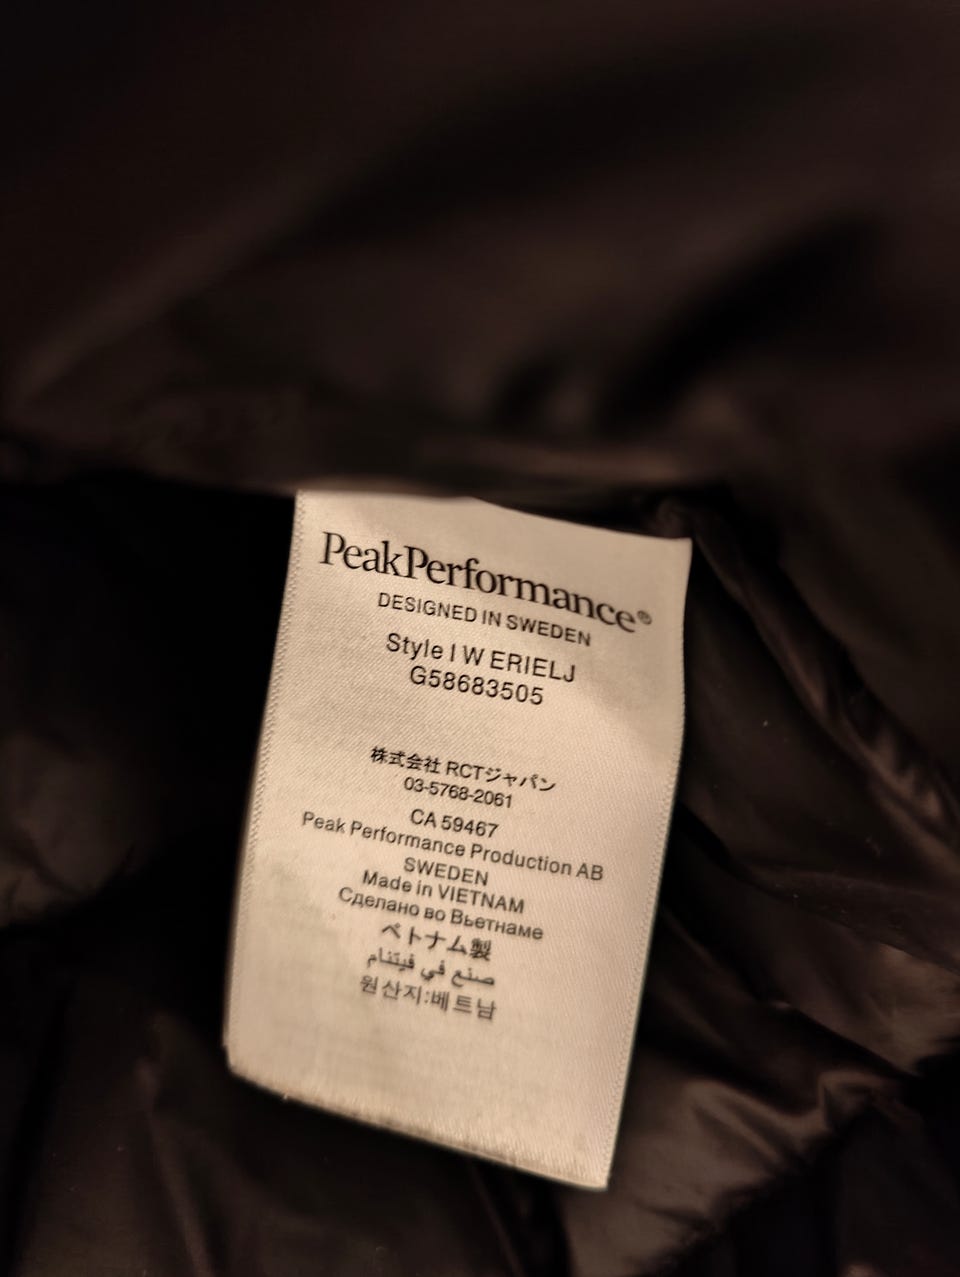 PeakPerformance®
DESIGNED IN SWEDEN
Style I W ERIELJ
G58683505
株式会社 RCTジャパン
03-5768-2061
CA 59467
Peak Performance Production AB
SWEDEN
Made in VIETNAM
Сделано во Вьетнаме
ベトナム製
صنع في فيتنام
원산지:베트남